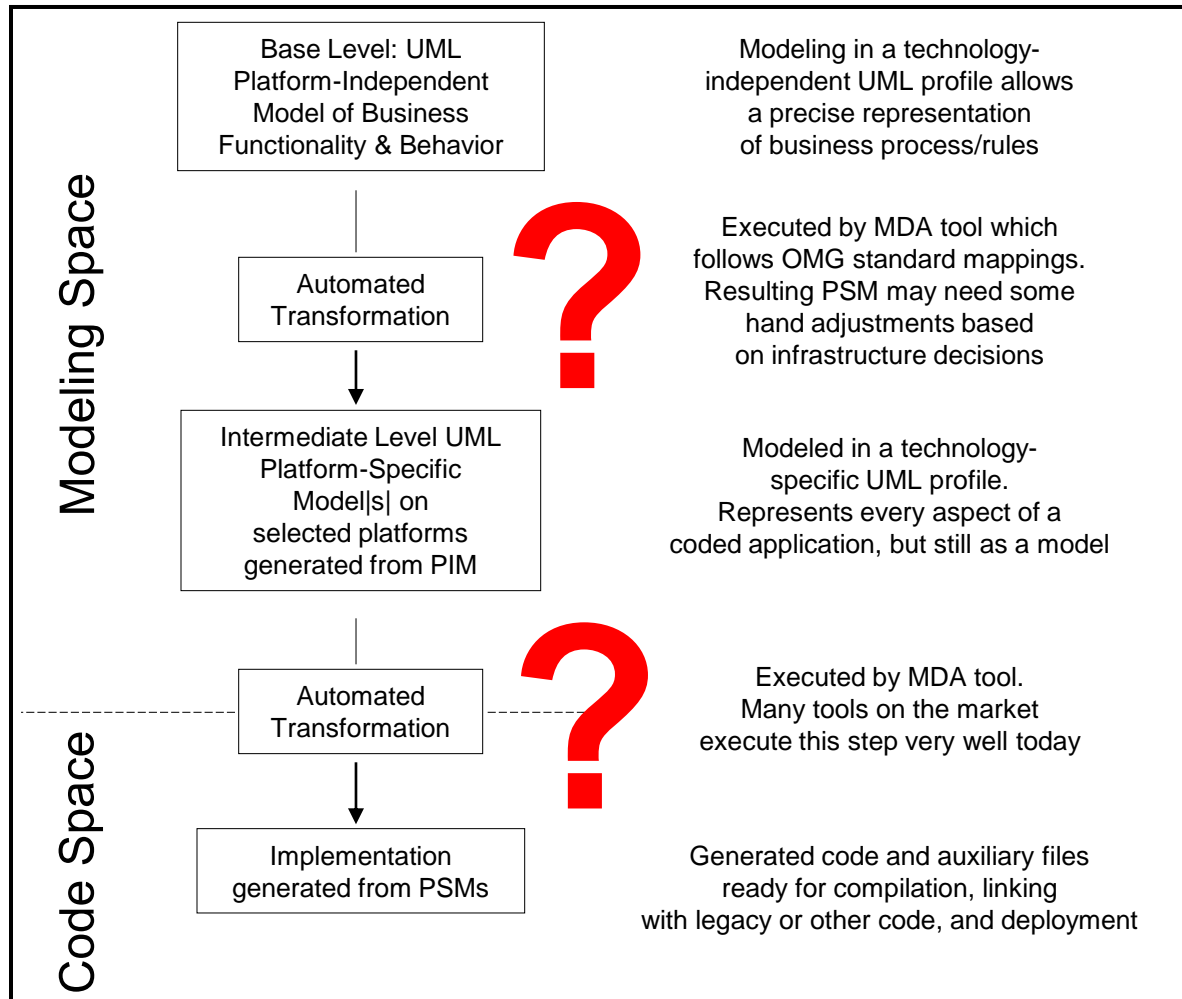 Modeling Space
Base Level: UML
Platform-Independent
Model of Business
Functionality & Behavior
Modeling in a technology-
independent UML profile allows
a precise representation
of business process/rules
?
Automated
Transformation
Executed by MDA tool which
follows OMG standard mappings.
Resulting PSM may need some
hand adjustments based
on infrastructure decisions
Intermediate Level UML
Platform-Specific
Model|s| on
selected platforms
generated from PIM
Modeled in a technology-
specific UML profile.
Represents every aspect of a
coded application, but still as a model
?
Automated
Transformation
Executed by MDA tool.
Many tools on the market
execute this step very well today
Code Space
Implementation
generated from PSMs
Generated code and auxiliary files
ready for compilation, linking
with legacy or other code, and deployment